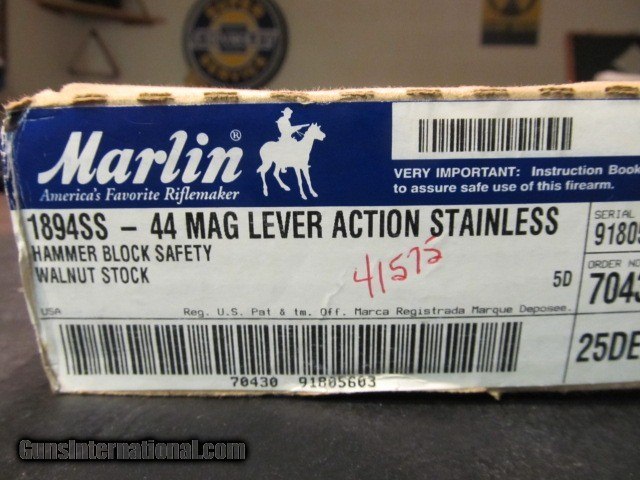 Marlin®
America's Favorite Riflemaker
VERY IMPORTANT: Instruction Book
to assure safe use of this firearm.
1894SS - 44 MAG LEVER ACTION STAINLESS
HAMMER BLOCK SAFETY
WALNUT STOCK
41575
5D
SERIAL
91805
ORDER NO
7043
USA
Reg. U.S. Pat & tm. Off. Marca Registrada Marque Deposee.
25DE
70430 91805603
GunsInternational.com